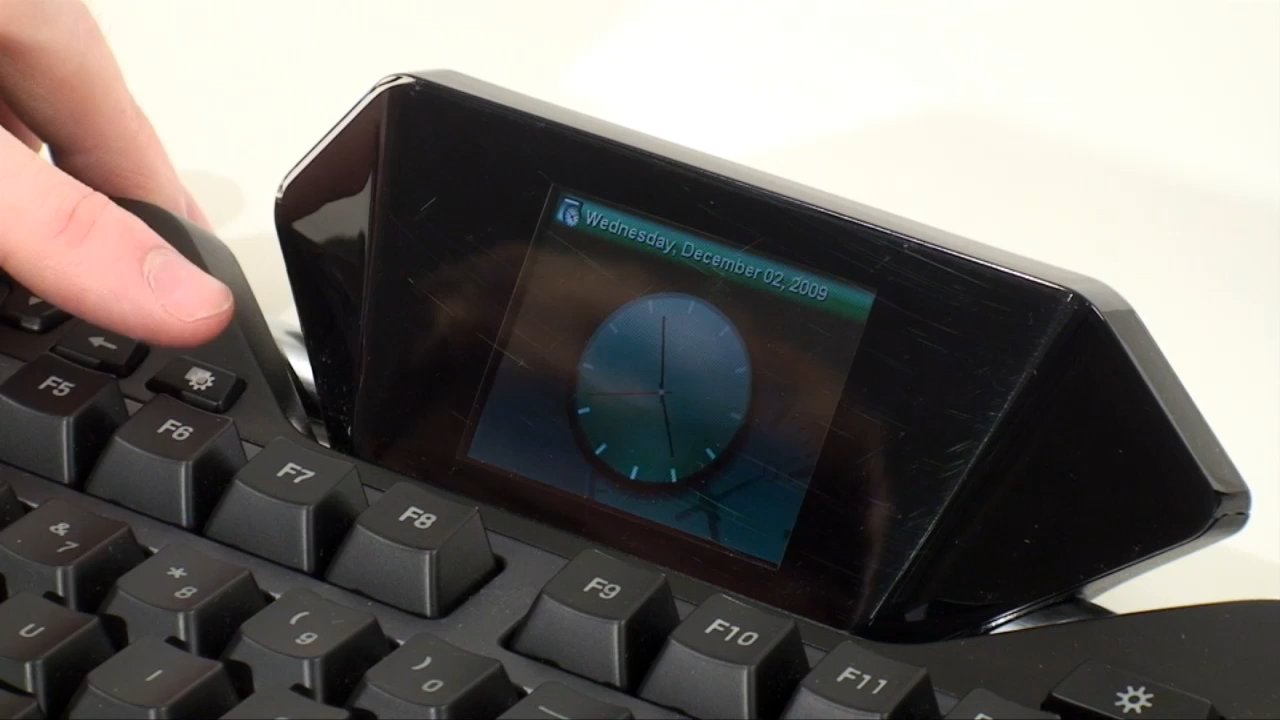 Wednesday, December 02, 2009
F5
F6
F7
F8
F9
F10
F11
&
7
*
8
(
9
)
0
U
I